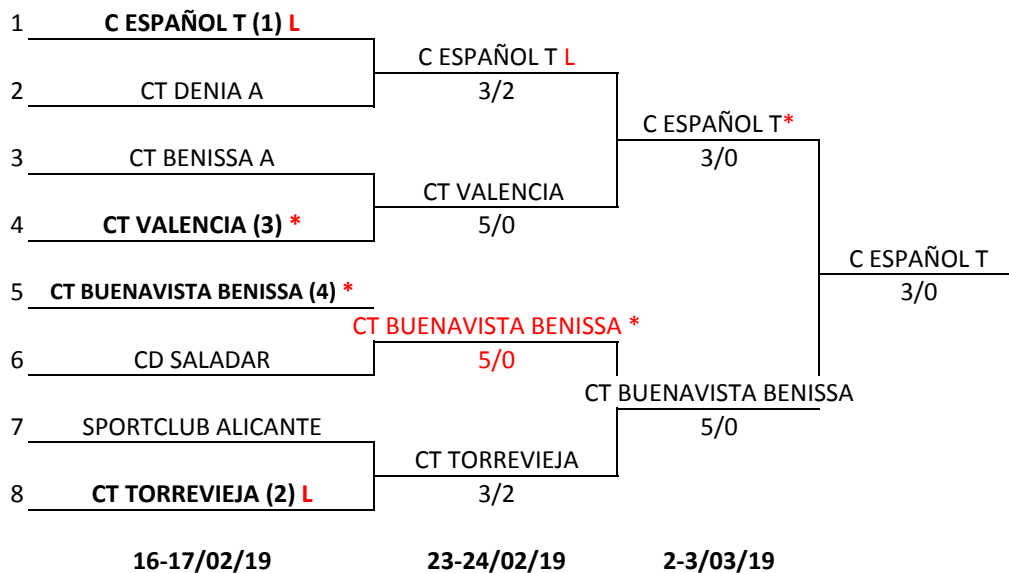 1 C ESPAÑOL T (1) L
C ESPAÑOL T L
2 CT DENIA A
3/2
C ESPAÑOL T*
3 CT BENISSA A
3/0
CT VALENCIA
4 CT VALENCIA (3) *
5/0
C ESPAÑOL T
5 CT BUENAVISTA BENISSA (4) *
3/0
CT BUENAVISTA BENISSA *
6 CD SALADAR
5/0
CT BUENAVISTA BENISSA
7 SPORTCLUB ALICANTE
5/0
CT TORREVIEJA
8 CT TORREVIEJA (2) L
3/2
16-17/02/19 23-24/02/19 2-3/03/19